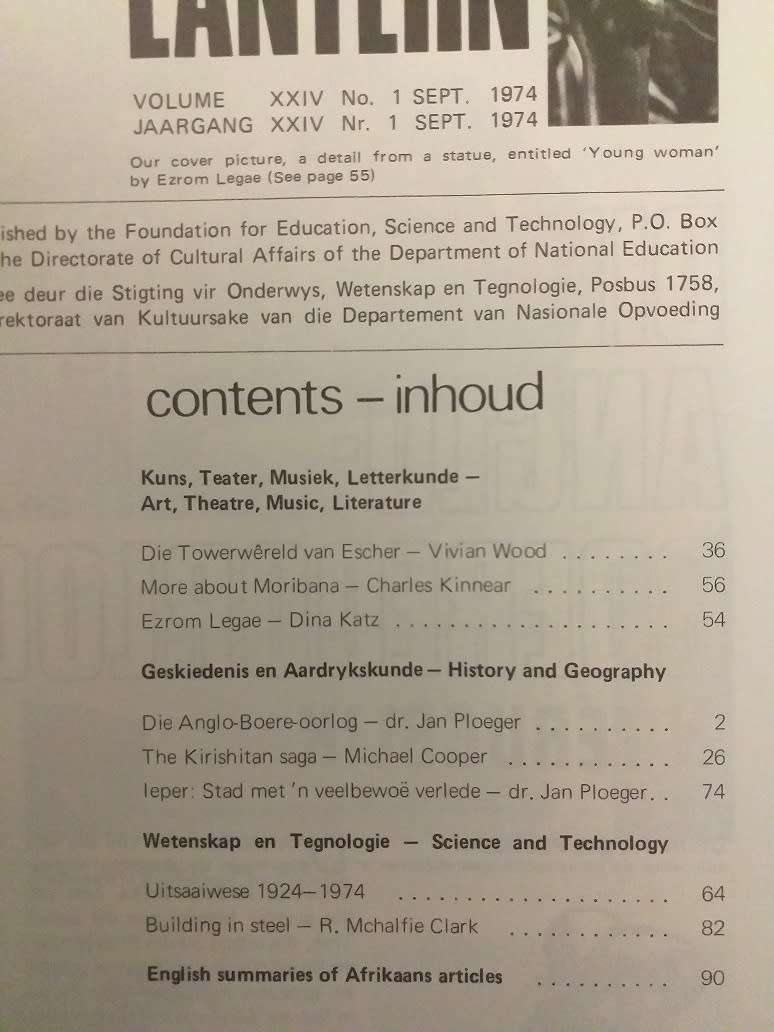 LANTERN
VOLUME XXIV No. 1 SEPT. 1974
JAARGANG XXIV Nr. 1 SEPT. 1974
Our cover picture, a detail from a statue, entitled ‘Young woman’
by Ezrom Legae (See page 55)
ished by the Foundation for Education, Science and Technology, P.O. Box
he Directorate of Cultural Affairs of the Department of National Education
ee deur die Stigting vir Onderwys, Wetenskap en Tegnologie, Posbus 1758,
rektoraat van Kultuursake van die Departement van Nasionale Opvoeding
contents – inhoud
Kuns, Teater, Musiek, Letterkunde –
Art, Theatre, Music, Literature
Die Towerwêreld van Escher – Vivian Wood ........ 36
More about Moribana – Charles Kinnear .......... 56
Ezrom Legae – Dina Katz .................... 54
Geskiedenis en Aardrykskunde – History and Geography
Die Anglo-Boere-oorlog – dr. Jan Ploeger .......... 2
The Kirishitan saga – Michael Cooper ............ 26
Ieper: Stad met 'n veelbewoë verlede – dr. Jan Ploeger. . 74
Wetenskap en Tegnologie – Science and Technology
Uitsaaiwese 1924–1974 .................... 64
Building in steel – R. Mchalfie Clark ............ 82
English summaries of Afrikaans articles .......... 90